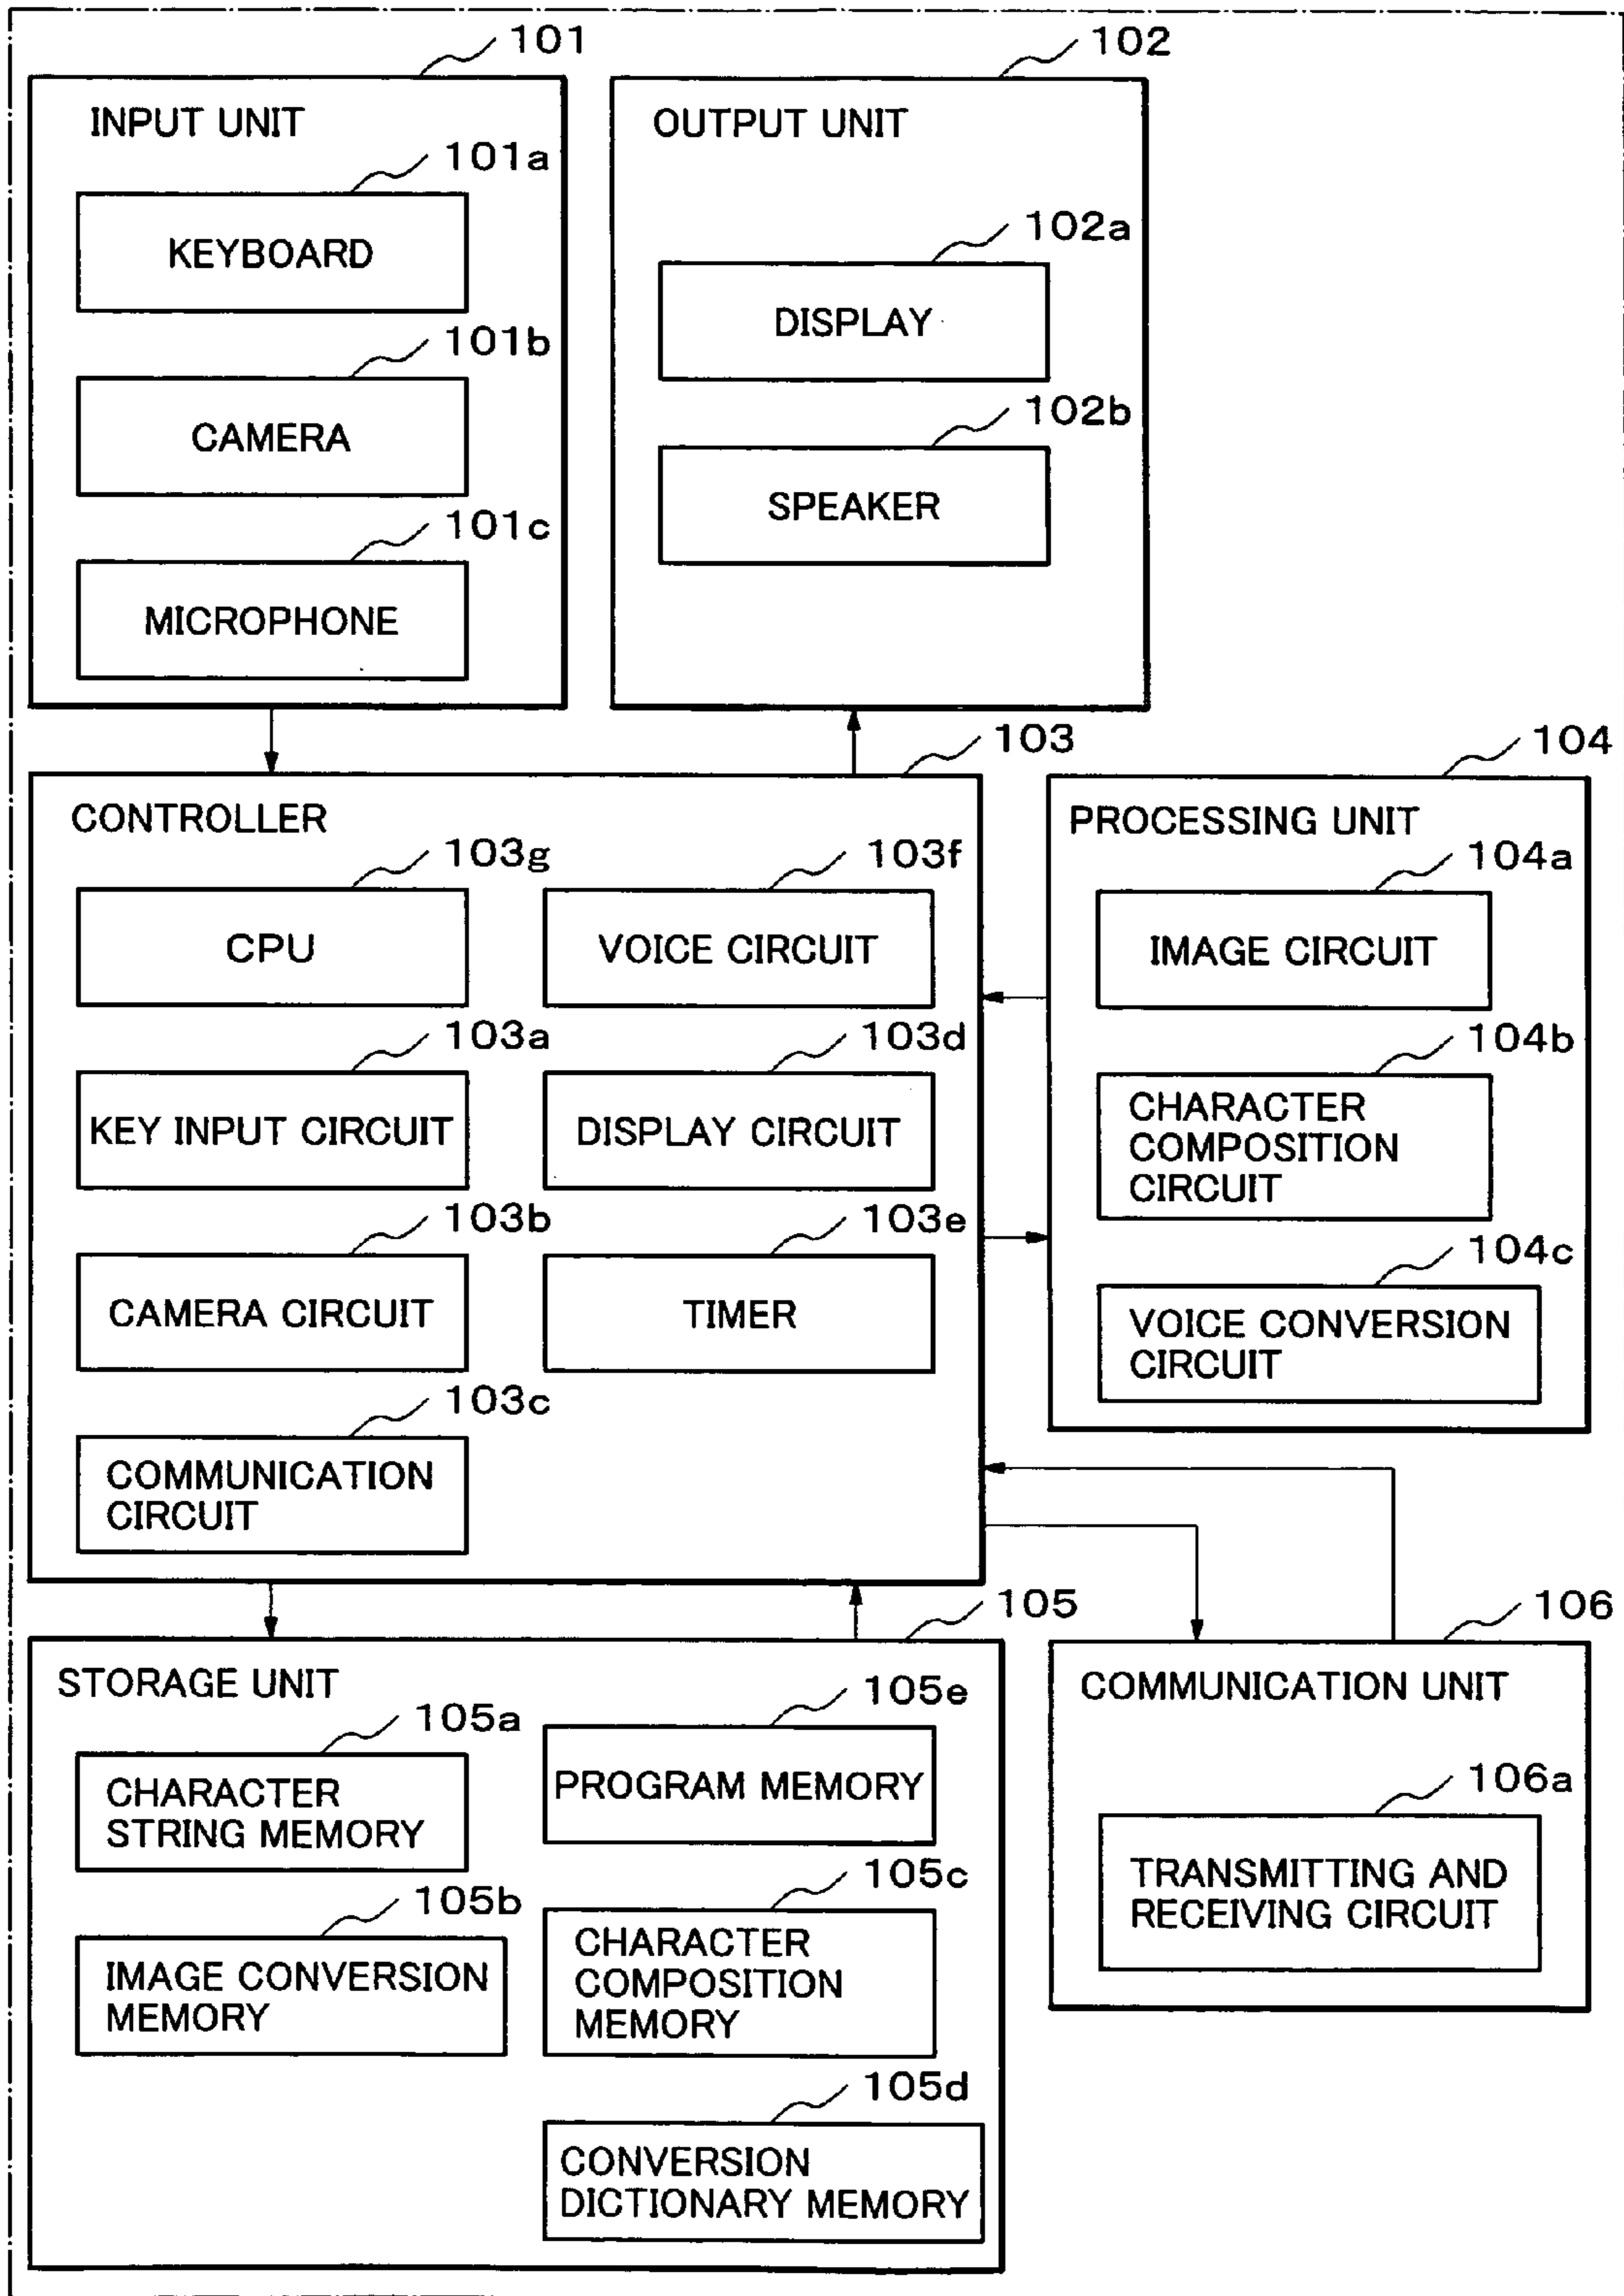 101
INPUT UNIT
101a
KEYBOARD
101b
CAMERA
101c
MICROPHONE
102
OUTPUT UNIT
102a
DISPLAY
102b
SPEAKER
103
CONTROLLER
103g
CPU
103f
VOICE CIRCUIT
103a
KEY INPUT CIRCUIT
103d
DISPLAY CIRCUIT
103b
CAMERA CIRCUIT
103e
TIMER
103c
COMMUNICATION
CIRCUIT
104
PROCESSING UNIT
104a
IMAGE CIRCUIT
104b
CHARACTER
COMPOSITION
CIRCUIT
104c
VOICE CONVERSION
CIRCUIT
105
STORAGE UNIT
105a
CHARACTER
STRING MEMORY
105e
PROGRAM MEMORY
105b
IMAGE CONVERSION
MEMORY
105c
CHARACTER
COMPOSITION
MEMORY
105d
CONVERSION
DICTIONARY MEMORY
106
COMMUNICATION UNIT
106a
TRANSMITTING AND
RECEIVING CIRCUIT